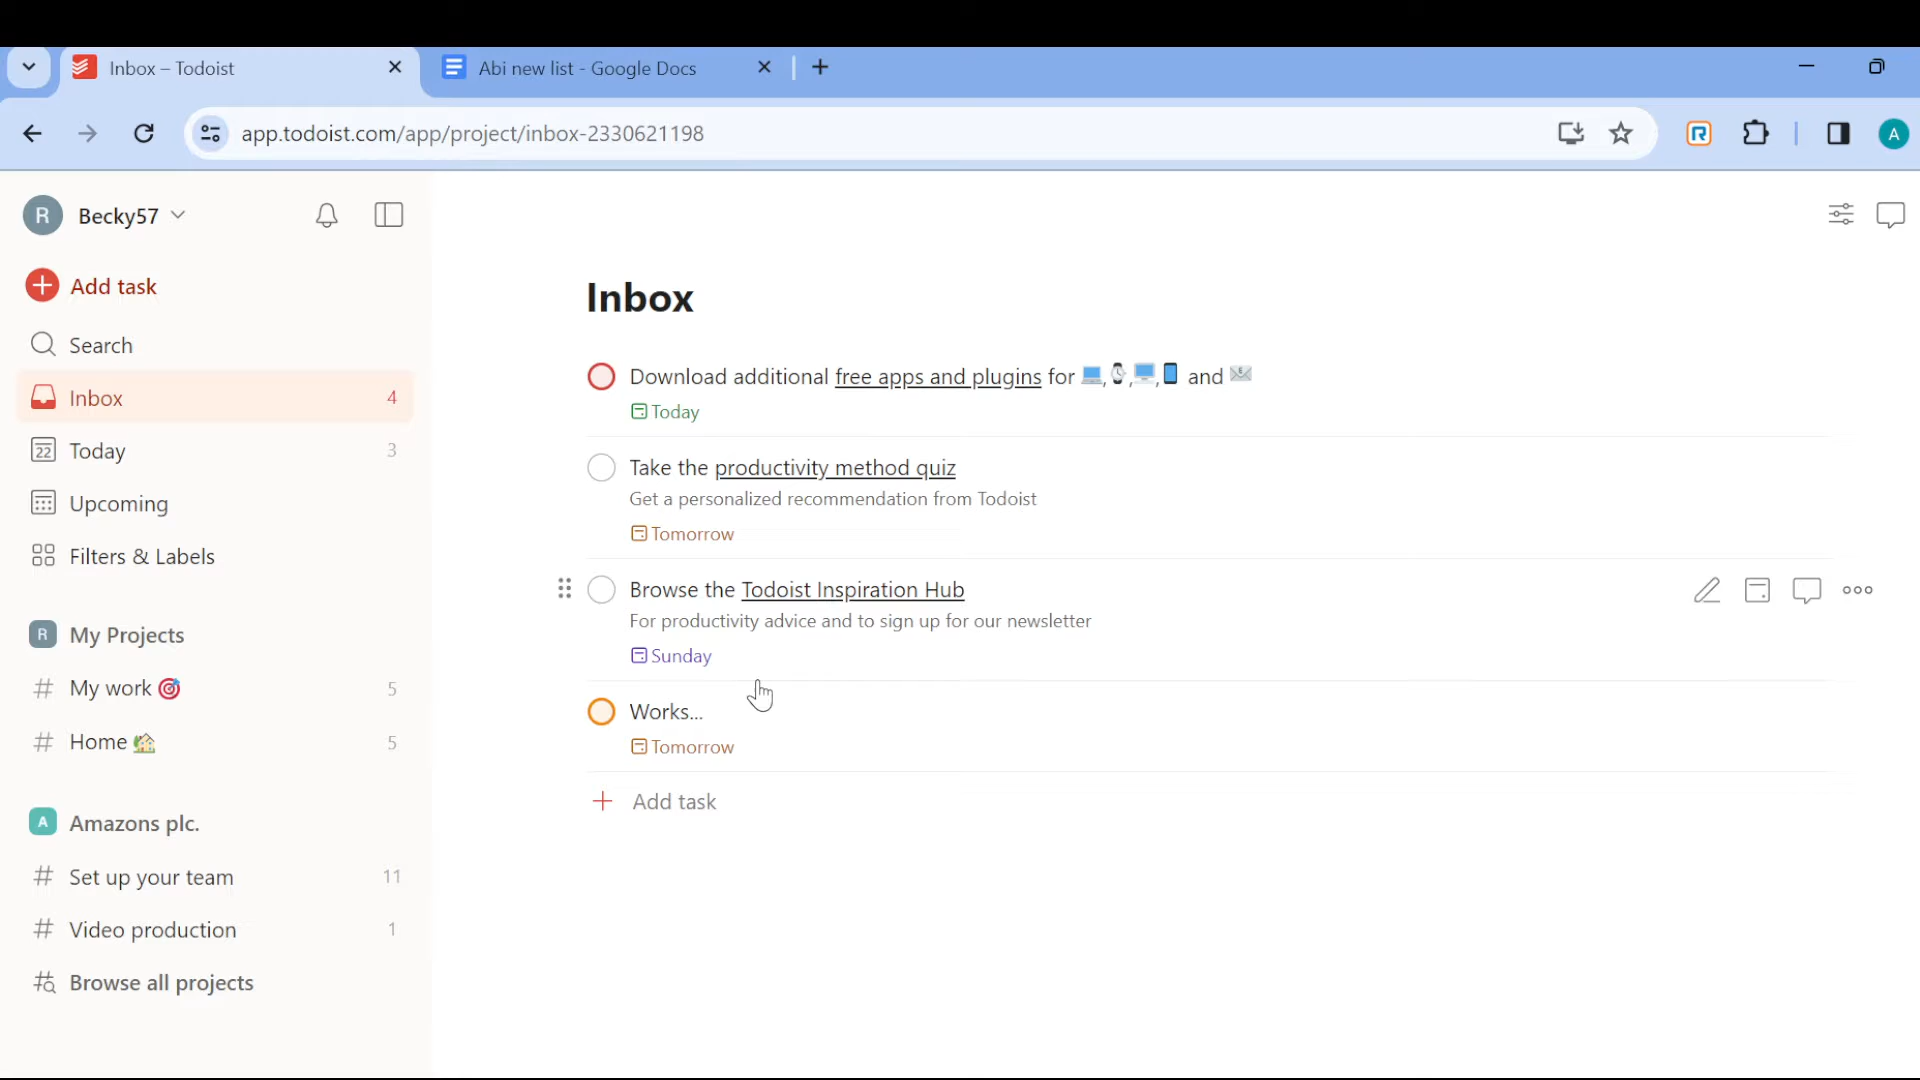 Inbox – Todoist
Abi new list - Google Docs
app.todoist.com/app/project/inbox-2330621198
A
R Becky57
Add task
Search
Inbox 4
22 Today 3
Upcoming
Filters & Labels
R My Projects
# My work 🎯 5
# Home 🏡 5
A Amazons plc.
# Set up your team 11
# Video production 1
Browse all projects
Inbox
Download additional free apps and plugins for 💻,⌚,🖥,📱 and 📧
Today
Take the productivity method quiz
Get a personalized recommendation from Todoist
Tomorrow
Browse the Todoist Inspiration Hub
For productivity advice and to sign up for our newsletter
Sunday
Works...
Tomorrow
+ Add task